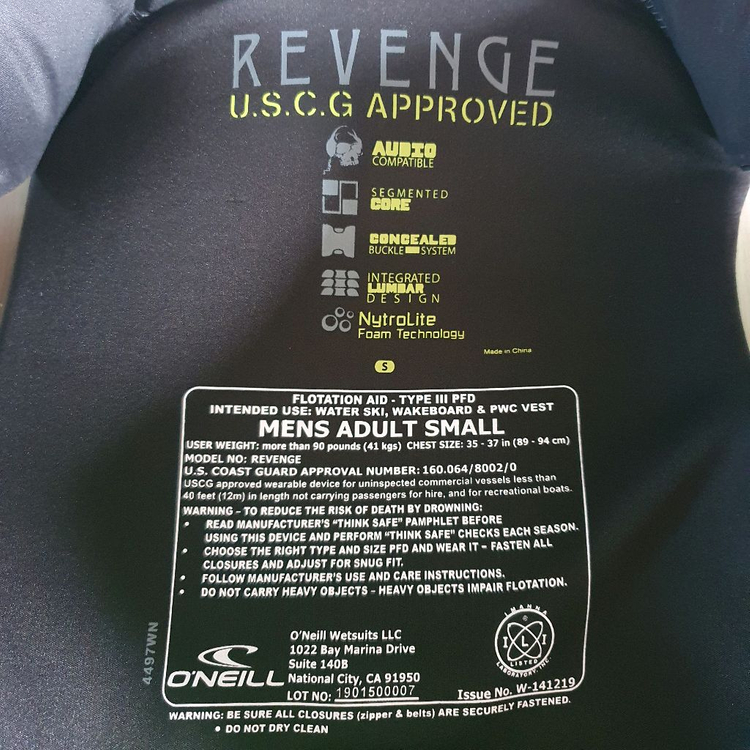 REVENGE
U.S.C.G APPROVED
AUDIO
COMPATIBLE
SEGMENTED
CORE
CONCEALED
BUCKLE SYSTEM
INTEGRATED
LUMBAR
DESIGN
NytroLite
Foam Technology
Made in China
S
FLOTATION AID - TYPE III PFD
INTENDED USE: WATER SKI, WAKEBOARD & PWC VEST
MENS ADULT SMALL
USER WEIGHT: more than 90 pounds (41 kgs) CHEST SIZE: 35 - 37 in (89 - 94 cm)
MODEL NO: REVENGE
U.S. COAST GUARD APPROVAL NUMBER: 160.064/8002/0
USCG approved wearable device for uninspected commercial vessels less than
40 feet (12m) in length not carrying passengers for hire, and for recreational boats.
WARNING - TO REDUCE THE RISK OF DEATH BY DROWNING:
• READ MANUFACTURER'S "THINK SAFE" PAMPHLET BEFORE
USING THIS DEVICE AND PERFORM "THINK SAFE" CHECKS EACH SEASON.
• CHOOSE THE RIGHT TYPE AND SIZE PFD AND WEAR IT – FASTEN ALL
CLOSURES AND ADJUST FOR SNUG FIT.
• FOLLOW MANUFACTURER'S USE AND CARE INSTRUCTIONS.
• DO NOT CARRY HEAVY OBJECTS – HEAVY OBJECTS IMPAIR FLOTATION.
4497WN
O'NEILL
O'Neill Wetsuits LLC
1022 Bay Marina Drive
Suite 140B
National City, CA 91950
LOT NO: 1901500007
IMANNA
ILI
LISTED
LABORATORY, INC.
Issue No. W-141219
WARNING: BE SURE ALL CLOSURES (zipper & belts) ARE SECURELY FASTENED.
• DO NOT DRY CLEAN